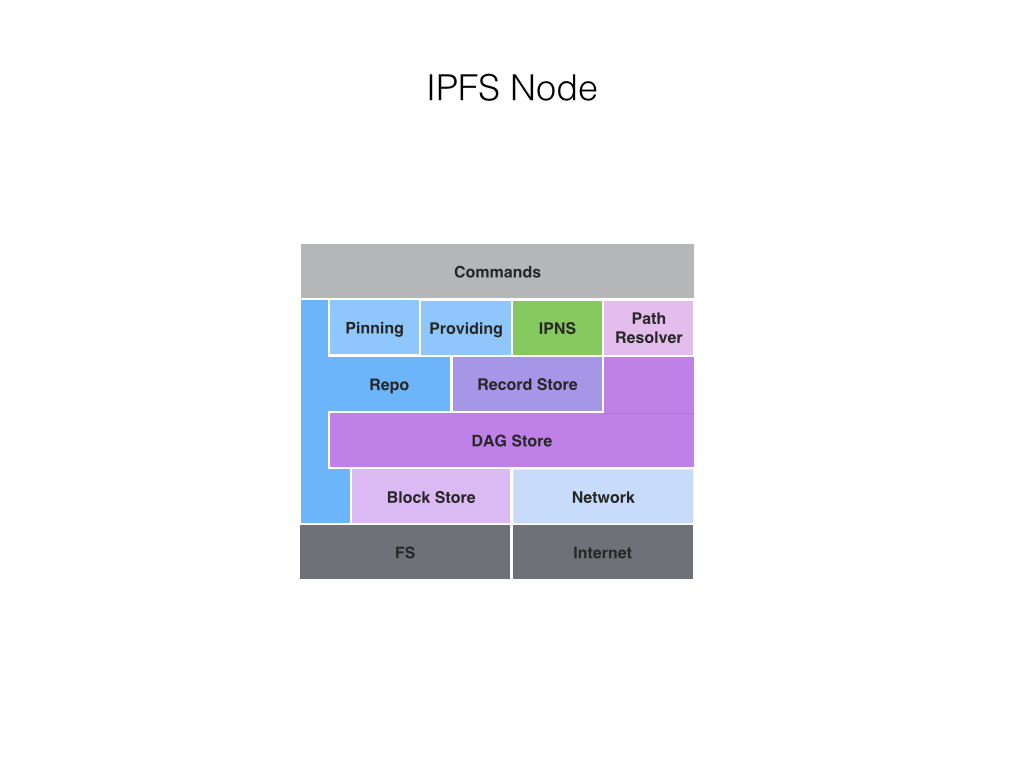 IPFS Node
Commands
Pinning
Providing
IPNS
Path
Resolver
Repo
Record Store
DAG Store
Block Store
Network
FS
Internet